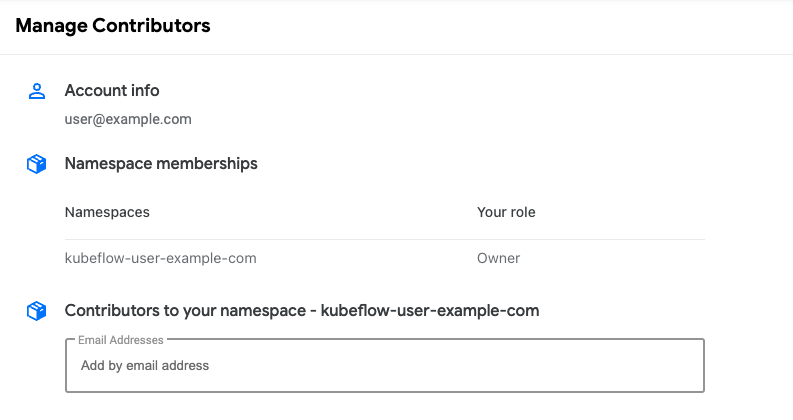 Manage Contributors
Account info
user@example.com
Namespace memberships
Namespaces Your role
kubeflow-user-example-com Owner
Contributors to your namespace - kubeflow-user-example-com
Email Addresses
Add by email address